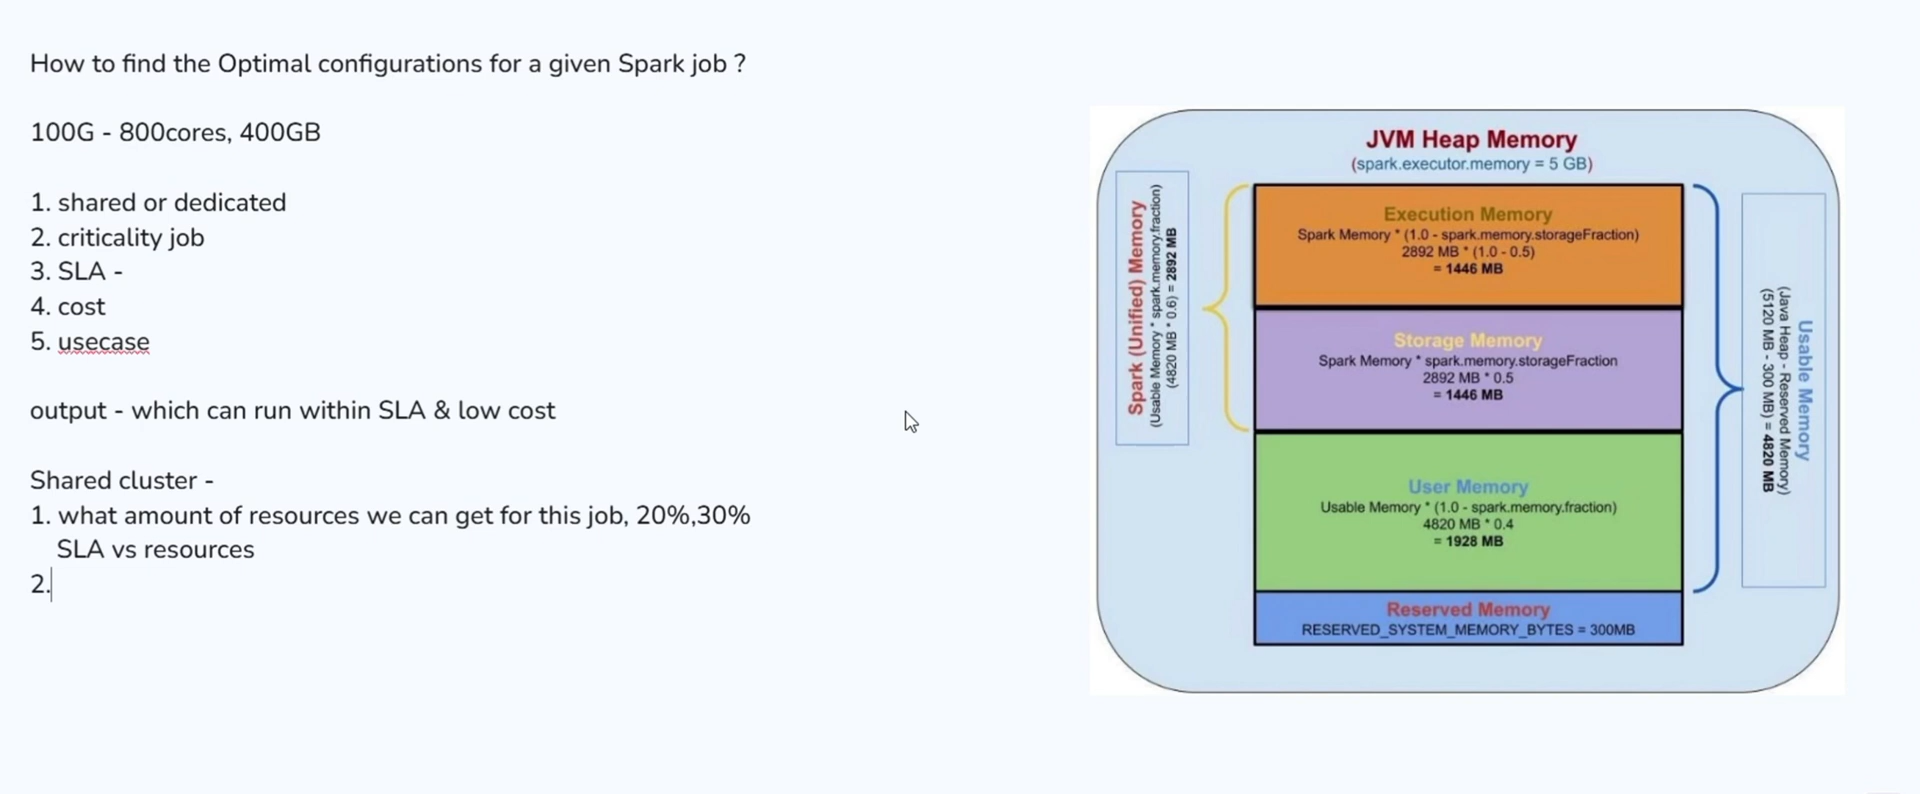 How to find the Optimal configurations for a given Spark job ?
100G - 800cores, 400GB
1. shared or dedicated
2. criticality job
3. SLA -
4. cost
5. usecase
output - which can run within SLA & low cost
Shared cluster -
1. what amount of resources we can get for this job, 20%,30%
SLA vs resources
2.
JVM Heap Memory
(spark.executor.memory = 5 GB)
Spark (Unified) Memory
(Usable Memory * spark.memory.fraction)
(4820 MB * 0.6) = 2892 MB
Execution Memory
Spark Memory * (1.0 - spark.memory.storageFraction)
2892 MB * (1.0 - 0.5)
= 1446 MB
Storage Memory
Spark Memory * spark.memory.storageFraction
2892 MB * 0.5
= 1446 MB
User Memory
Usable Memory * (1.0 - spark.memory.fraction)
4820 MB * 0.4
= 1928 MB
Reserved Memory
RESERVED_SYSTEM_MEMORY_BYTES = 300MB
Usable Memory
(Java Heap - Reserved Memory)
(5120 MB - 300 MB) = 4820 MB